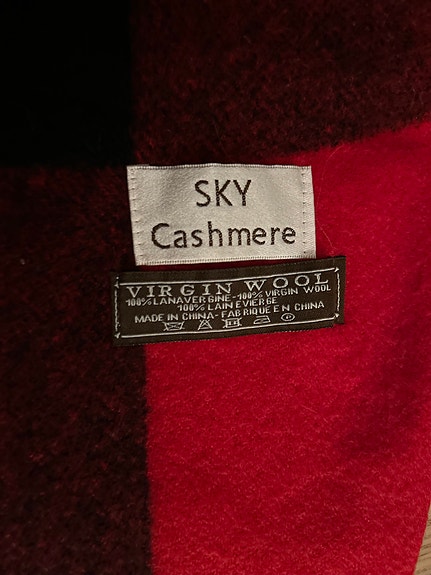 SKY
Cashmere
VIRGIN WOOL
100% LANA VERGINE - 100% VIRGIN WOOL
100% LAINE VIERGE
MADE IN CHINA - FABRIQUE EN CHINA